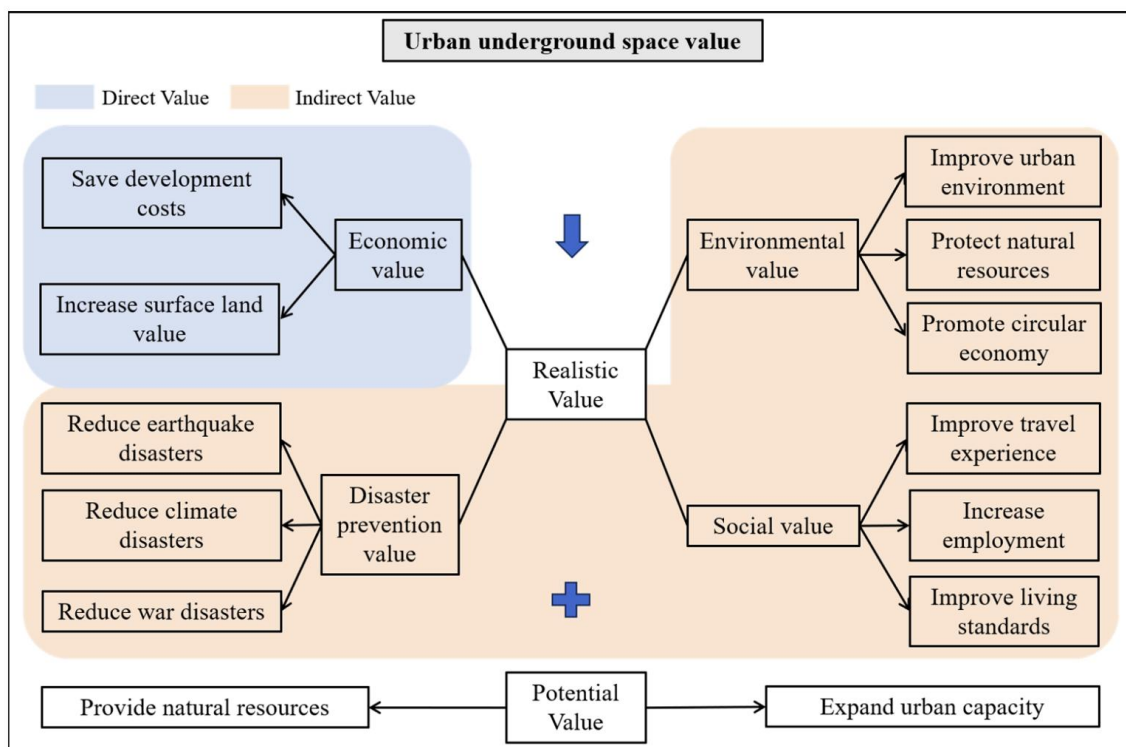 Urban underground space value
Direct Value
Indirect Value
Save development
costs
Increase surface land
value
Economic
value
Environmental
value
Improve urban
environment
Protect natural
resources
Promote circular
economy
Realistic
Value
Reduce earthquake
disasters
Reduce climate
disasters
Reduce war disasters
Disaster
prevention
value
Social value
Improve travel
experience
Increase
employment
Improve living
standards
Provide natural resources
Potential
Value
Expand urban capacity